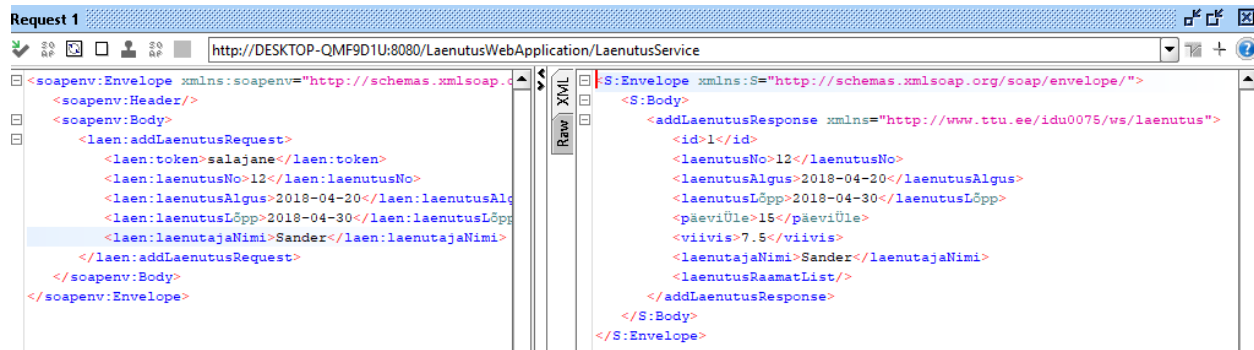 Request 1
http://DESKTOP-QMF9D1U:8080/LaenutusWebApplication/LaenutusService
<soapenv:Envelope xmlns:soapenv="http://schemas.xmlsoap.
<soapenv:Header/>
<soapenv:Body>
<laen:addLaenutusRequest>
<laen:token>salajane</laen:token>
<laen:laenutusNo>12</laen:laenutusNo>
<laen:laenutusAlgus>2018-04-20</laen:laenutusAlg
<laen:laenutusLõpp>2018-04-30</laen:laenutusLõpp
<laen:laenutajaNimi>Sander</laen:laenutajaNimi>
</laen:addLaenutusRequest>
</soapenv:Body>
</soapenv:Envelope>
XML
Raw
<S:Envelope xmlns:S="http://schemas.xmlsoap.org/soap/envelope/">
<S:Body>
<addLaenutusResponse xmlns="http://www.ttu.ee/idu0075/ws/laenutus">
<id>1</id>
<laenutusNo>12</laenutusNo>
<laenutusAlgus>2018-04-20</laenutusAlgus>
<laenutusLõpp>2018-04-30</laenutusLõpp>
<päeviÜle>15</päeviÜle>
<viivis>7.5</viivis>
<laenutajaNimi>Sander</laenutajaNimi>
<laenutusRaamatList/>
</addLaenutusResponse>
</S:Body>
</S:Envelope>